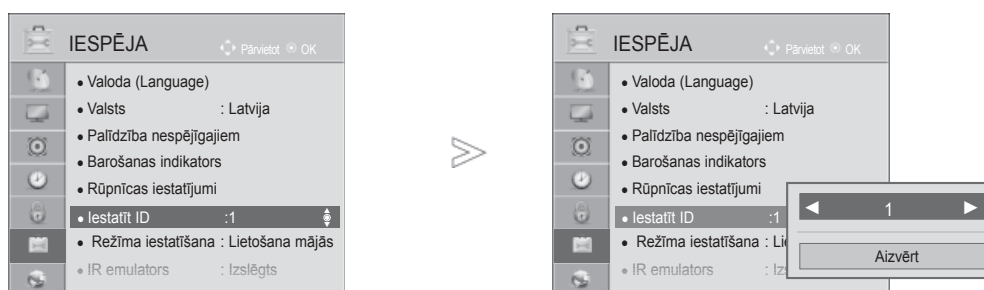 IESPĒJA Pārvietot OK
• Valoda (Language)
• Valsts : Latvija
• Palīdzība nespējīgajiem
• Barošanas indikators
• Rūpnīcas iestatījumi
• Iestatīt ID :1
• Režīma iestatīšana : Lietošana mājās
• IR emulators : Izslēgts
IESPĒJA Pārvietot OK
• Valoda (Language)
• Valsts : Latvija
• Palīdzība nespējīgajiem
• Barošanas indikators
• Rūpnīcas iestatījumi
• Iestatīt ID :1
• Režīma iestatīšana : Lie
• IR emulators : Izs
◄ 1 ►
Aizvērt